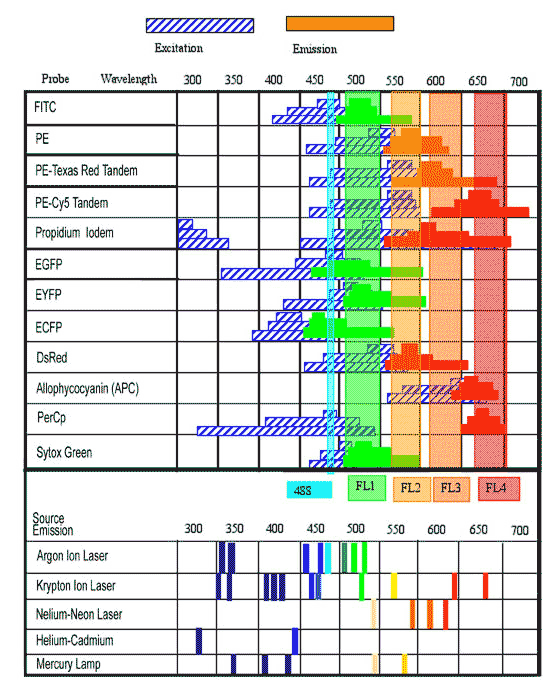 Excitation Emission
Probe Wavelength 300 350 400 450 500 550 600 650 700
FITC
PE
PE-Texas Red Tandem
PE-Cy5 Tandem
Propidium Iodem
EGFP
EYFP
ECFP
DsRed
Allophycocyanin (APC)
PerCp
Sytox Green
488 FL1 FL2 FL3 FL4
Source
Emission 300 350 400 450 500 550 600 650 700
Argon Ion Laser
Krypton Ion Laser
Nelium-Neon Laser
Helium-Cadmium
Mercury Lamp